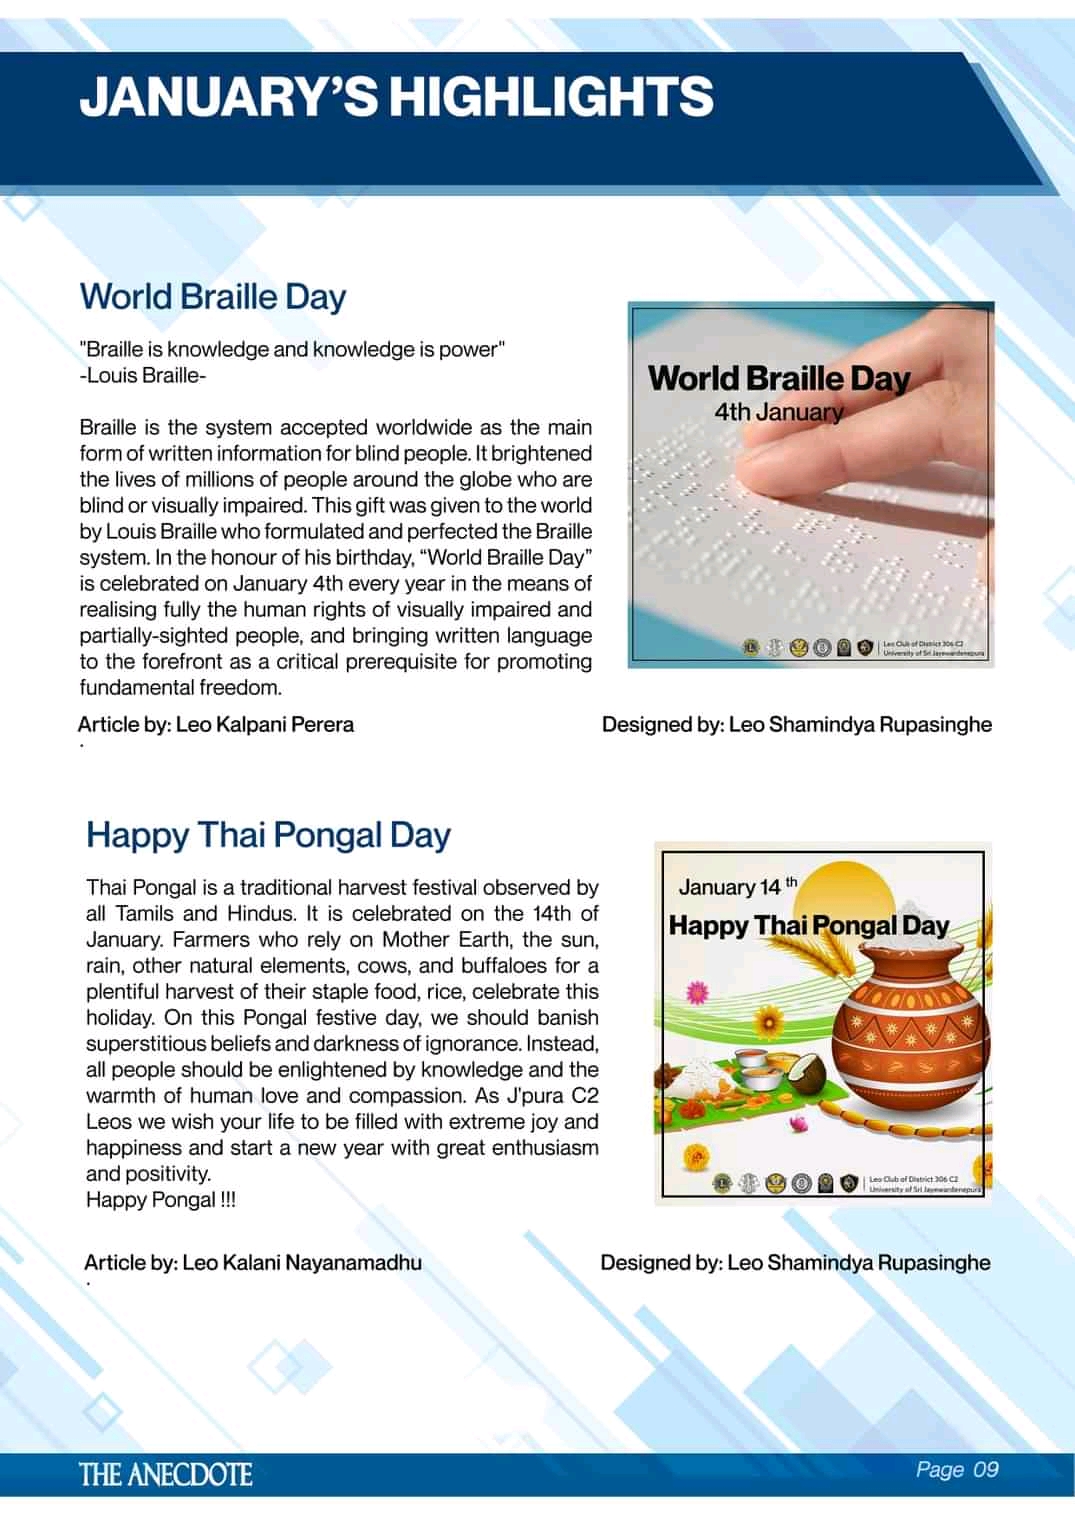 JANUARY’S HIGHLIGHTS
World Braille Day
"Braille is knowledge and knowledge is power"
-Louis Braille-
Braille is the system accepted worldwide as the main
form of written information for blind people. It brightened
the lives of millions of people around the globe who are
blind or visually impaired. This gift was given to the world
by Louis Braille who formulated and perfected the Braille
system. In the honour of his birthday, “World Braille Day”
is celebrated on January 4th every year in the means of
realising fully the human rights of visually impaired and
partially-sighted people, and bringing written language
to the forefront as a critical prerequisite for promoting
fundamental freedom.
Article by: Leo Kalpani Perera
.
World Braille Day
4th January
Leo Club of District 306 C2
University of Sri Jayewardenepura
Designed by: Leo Shamindya Rupasinghe
Happy Thai Pongal Day
Thai Pongal is a traditional harvest festival observed by
all Tamils and Hindus. It is celebrated on the 14th of
January. Farmers who rely on Mother Earth, the sun,
rain, other natural elements, cows, and buffaloes for a
plentiful harvest of their staple food, rice, celebrate this
holiday. On this Pongal festive day, we should banish
superstitious beliefs and darkness of ignorance. Instead,
all people should be enlightened by knowledge and the
warmth of human love and compassion. As J'pura C2
Leos we wish your life to be filled with extreme joy and
happiness and start a new year with great enthusiasm
and positivity.
Happy Pongal !!!
Article by: Leo Kalani Nayanamadhu
.
January 14 th
Happy Thai Pongal Day
Leo Club of District 306 C2
University of Sri Jayewardenepura
Designed by: Leo Shamindya Rupasinghe
THE ANECDOTE
Page 09